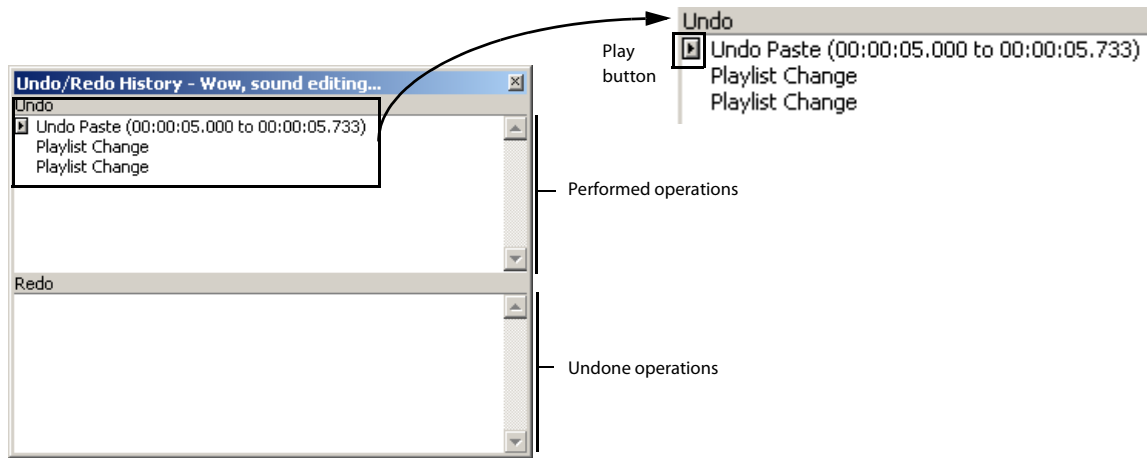 Undo
Play
button
Undo Paste (00:00:05.000 to 00:00:05.733)
Playlist Change
Playlist Change
Undo/Redo History - Wow, sound editing...
Undo
Undo Paste (00:00:05.000 to 00:00:05.733)
Playlist Change
Playlist Change
Performed operations
Redo
Undone operations